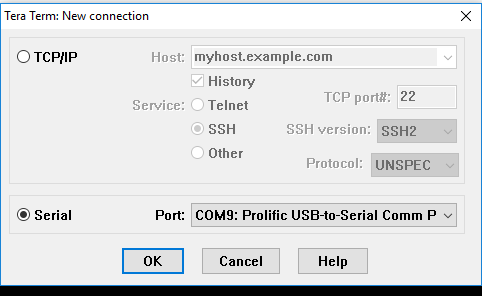 Tera Term: New connection
TCP/IP Host: myhost.example.com
History
Service: Telnet TCP port#: 22
SSH SSH version: SSH2
Other Protocol: UNSPEC
Serial Port: COM9: Prolific USB-to-Serial Comm P
OK Cancel Help